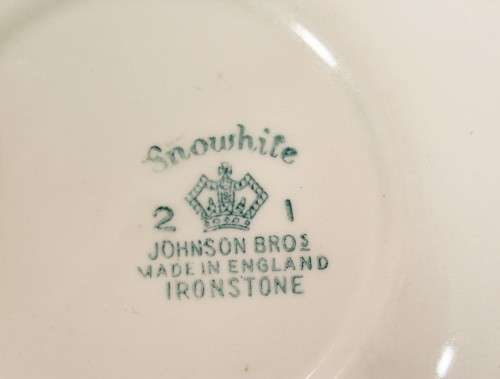 Snowhite
2 1
JOHNSON BROS
MADE IN ENGLAND
IRONSTONE